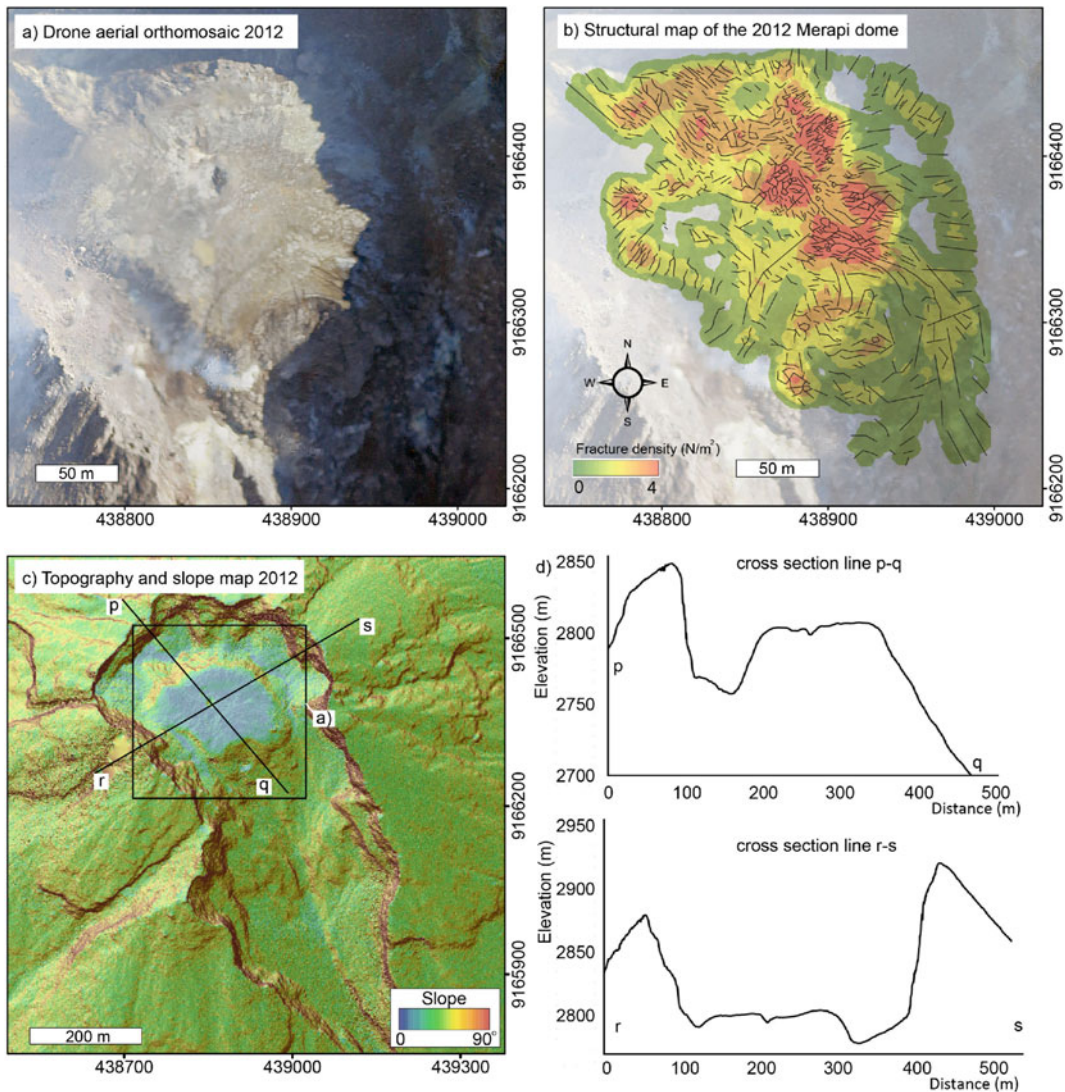 a) Drone aerial orthomosaic 2012
50 m
438800 438900 439000
9166400
9166300
9166200
b) Structural map of the 2012 Merapi dome
N
W E
S
Fracture density (N/m²)
0 4
50 m
438800 438900 439000
9166400
9166300
9166200
c) Topography and slope map 2012
p
s
a)
r
q
Slope
0 90°
200 m
438700 439000 439300
9166500
9166200
9165900
d)
cross section line p-q
Elevation (m)
2850
2800
2750
2700
p
q
0 100 200 300 400 500
Distance (m)
cross section line r-s
Elevation (m)
2950
2900
2850
2800
r
s
0 100 200 300 400 500
Distance (m)